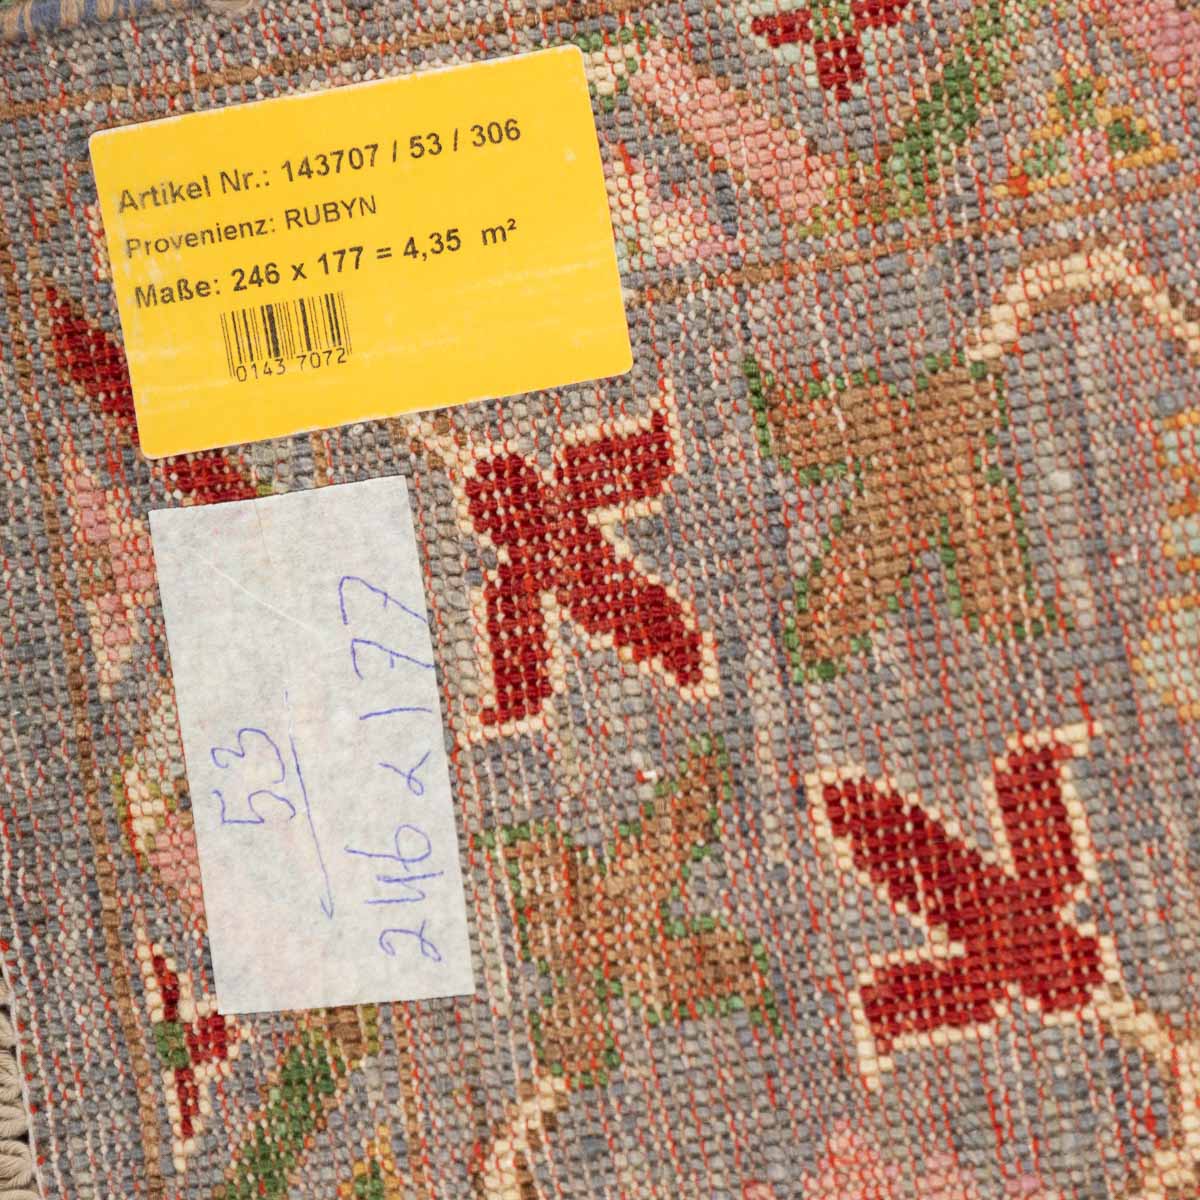 Artikel Nr.: 143707 / 53 / 306
Provenienz: RUBYN
Maße: 246 x 177 = 4,35 m²
0143 7072
53
246 x 177